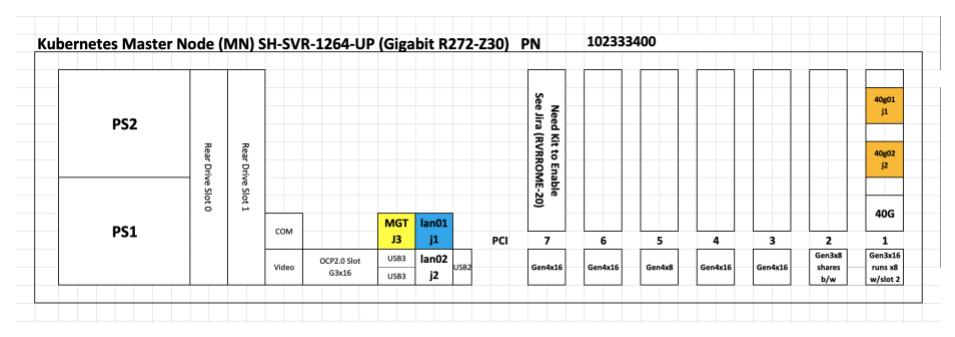 Kubernetes Master Node (MN) SH-SVR-1264-UP (Gigabit R272-Z30) PN 102333400
PS2
PS1
Rear Drive Slot 0
Rear Drive Slot 1
COM
Video
OCP2.0 Slot
G3x16
MGT
J3
USB3
USB3
lan01
j1
lan02
j2
USB2
PCI
Need Kit to Enable
See Jira (RVRROME-20)
7
Gen4x16
6
Gen4x16
5
Gen4x8
4
Gen4x16
3
Gen4x16
2
Gen3x8
shares
b/w
40g01
j1
40g02
j2
40G
1
Gen3x16
runs x8
w/slot 2